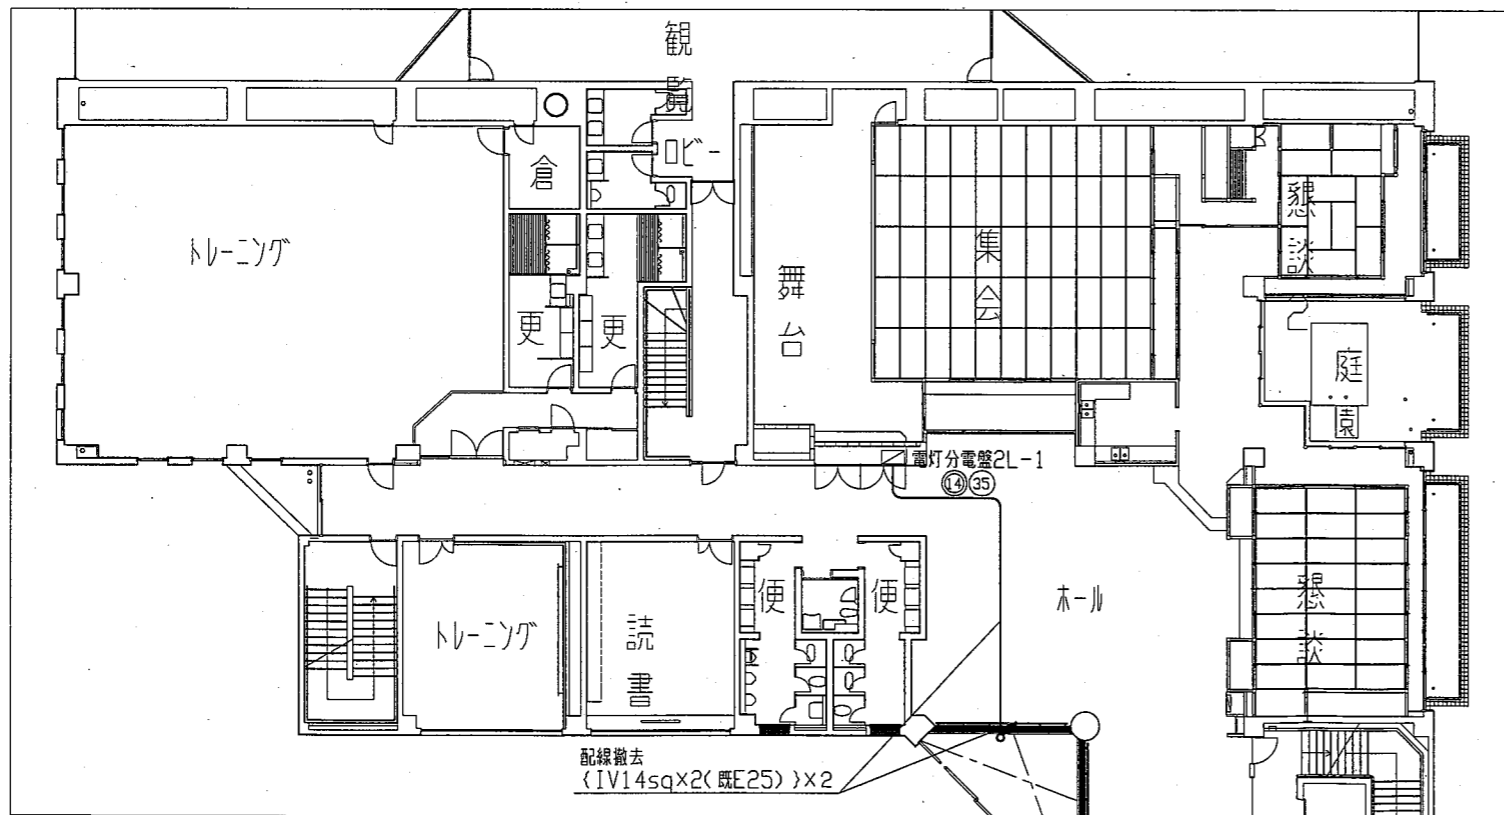 観覧
ロビー
倉
トレーニング
更
更
舞台
集会
懇談
庭園
電灯分電盤2L-1
⑭㉟
ホール
懇談
トレーニング
読書
便
便
配線撤去
{IV14sq×2(既E25)}×2